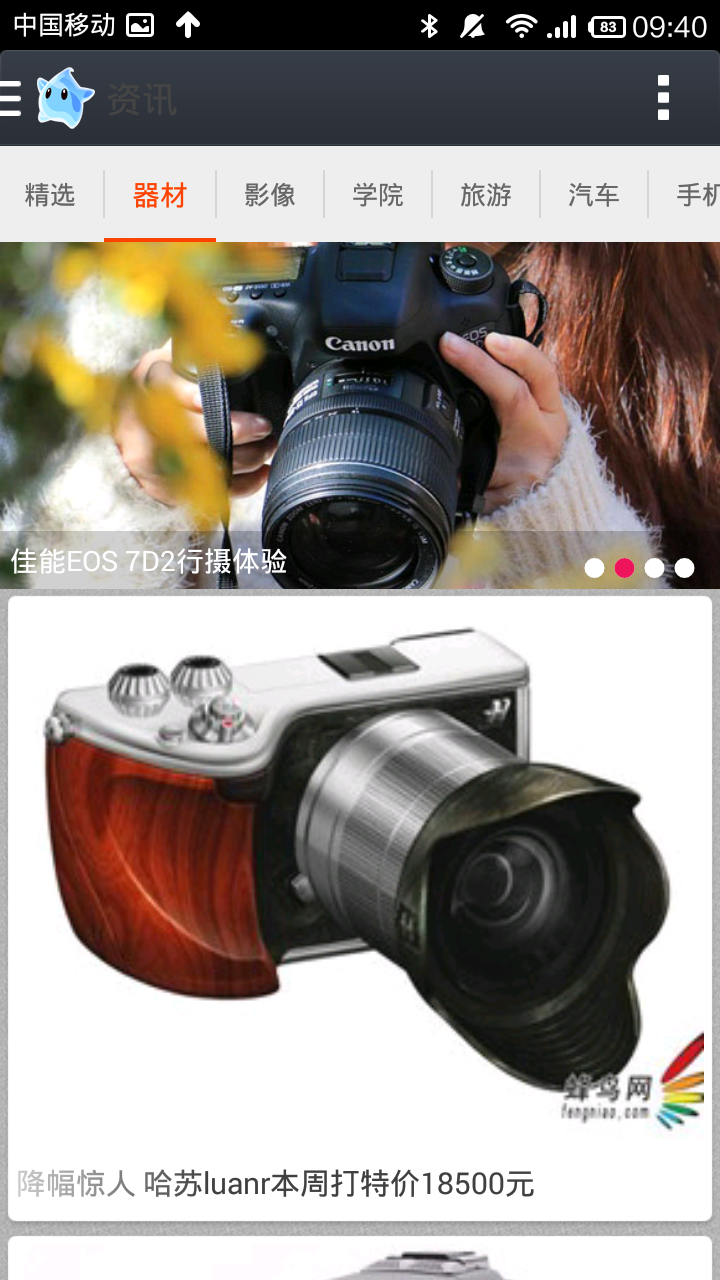 中国移动 83 09:40
资讯
精选 器材 影像 学院 旅游 汽车 手机
Canon
EOS
佳能EOS 7D2行摄体验
蜂鸟网
fengniao.com
降幅惊人 哈苏luanr本周打特价18500元